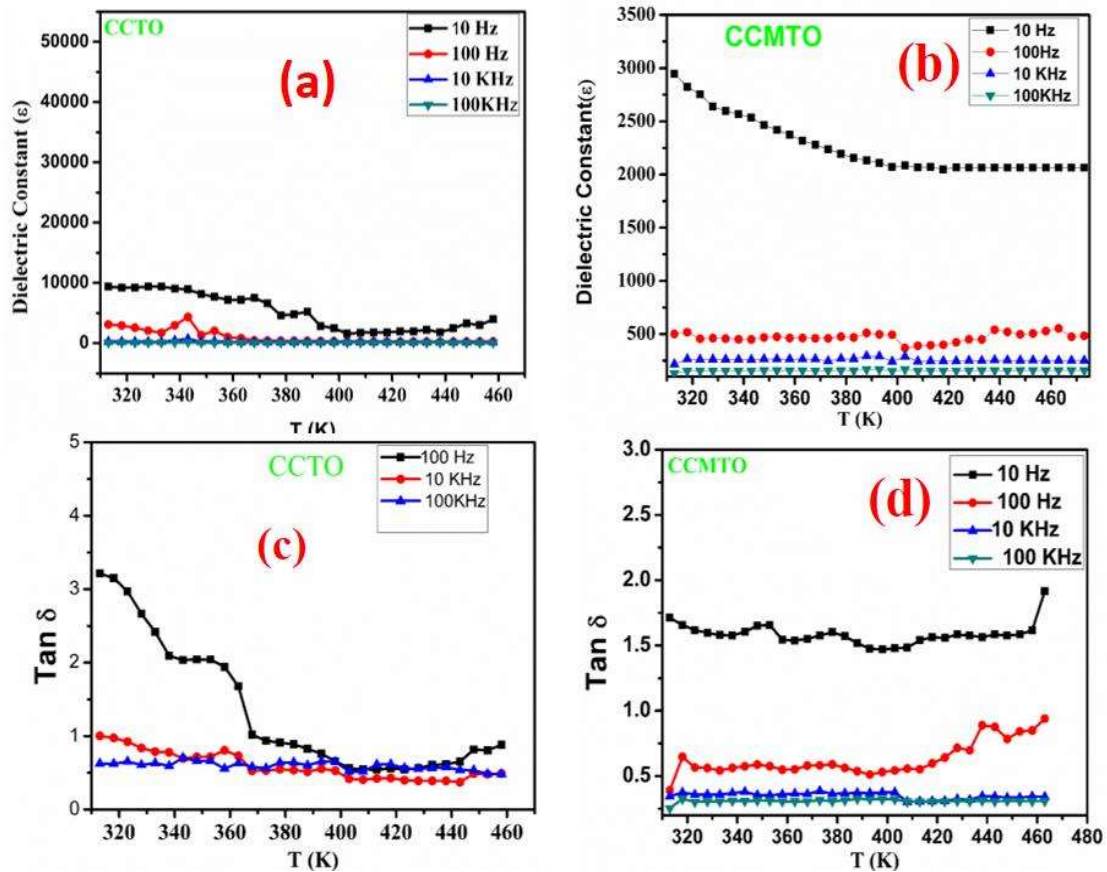 CCTO
(a)
10 Hz
100 Hz
10 KHz
100KHz
Dielectric Constant (ε)
50000
40000
30000
20000
10000
0
320 340 360 380 400 420 440 460
T (K)
CCMTO
(b)
10 Hz
100Hz
10 KHz
100KHz
Dielectric Constant(ε)
3500
3000
2500
2000
1500
1000
500
320 340 360 380 400 420 440 460
T (K)
CCTO
(c)
100 Hz
10 KHz
100KHz
Tan δ
5
4
3
2
1
0
320 340 360 380 400 420 440 460
T (K)
CCMTO
(d)
10 Hz
100 Hz
10 KHz
100 KHz
Tan δ
3.0
2.5
2.0
1.5
1.0
0.5
0.0
320 340 360 380 400 420 440 460 480
T (K)